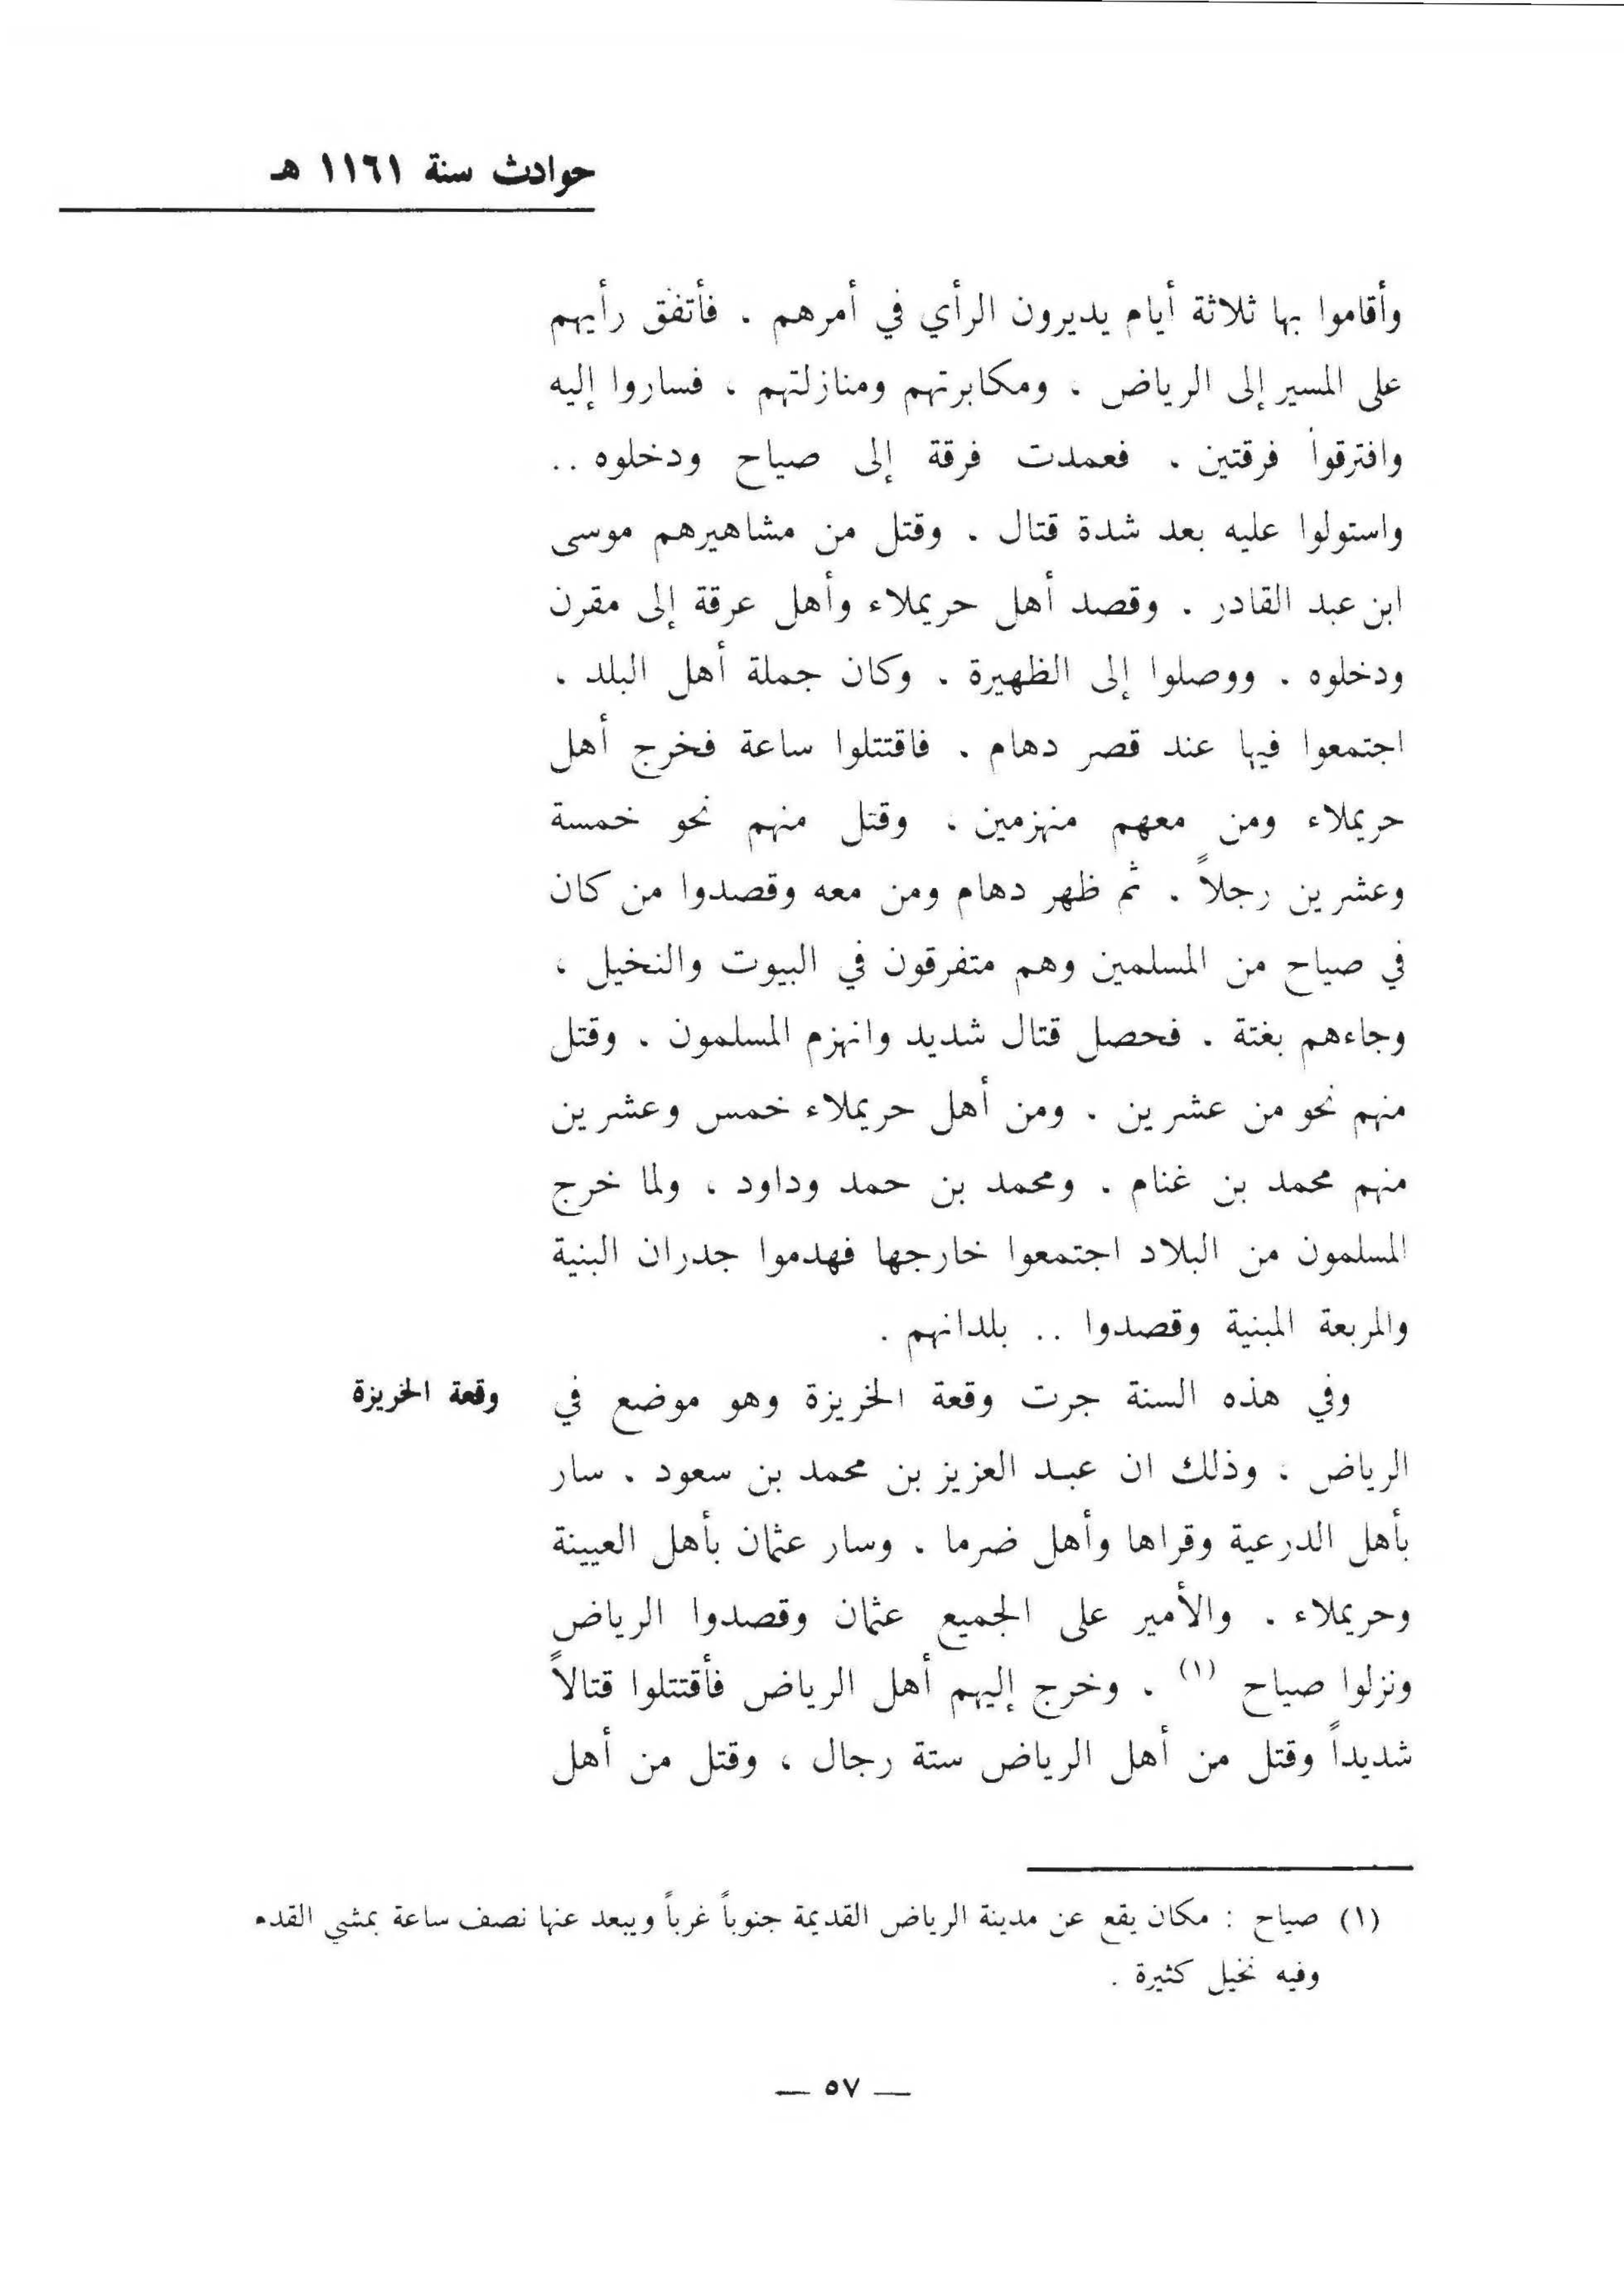 حوادث سنة ١١٦١ هـ
وأقاموا بها ثلاثة أيام يديرون الرأي في أمرهم . فأتفق رأيهم
على المسير إلى الرياض ، ومكابرتهم ومنازلتهم ، فساروا إليه
وافترقوا فرقتين . فعمدت فرقة إلى صياح ودخلوه ..
واستولوا عليه بعد شدة قتال . وقتل من مشاهيرهم موسى
ابن عبد القادر . وقصد أهل حريملاء وأهل عرقة إلى مقرن
ودخلوه . ووصلوا إلى الظهيرة . وكان جملة أهل البلد ،
اجتمعوا فيها عند قصر دهام . فاقتتلوا ساعة فخرج أهل
حريملاء ومن معهم منهزمين ، وقتل منهم نحو خمسة
وعشرين رجلاً . ثم ظهر دهام ومن معه وقصدوا من كان
في صياح من المسلمين وهم متفرقون في البيوت والنخيل ،
وجاءهم بغتة . فحصل قتال شديد وانهزم المسلمون . وقتل
منهم نحو من عشرين . ومن أهل حريملاء خمس وعشرين
منهم محمد بن غنام . ومحمد بن حمد وداود ، ولما خرج
المسلمون من البلاد اجتمعوا خارجها فهدموا جدران البنية
والمربعة المبنية وقصدوا .. بلدانهم .
وقعة الخريزة
وفي هذه السنة جرت وقعة الخريزة وهو موضع في
الرياض ، وذلك ان عبد العزيز بن محمد بن سعود . سار
بأهل الدرعية وقراها وأهل ضرما . وسار عثمان بأهل العيينة
وحريملاء . والأمير على الجميع عثمان وقصدوا الرياض
ونزلوا صياح (١) . وخرج إليهم أهل الرياض فأقتتلوا قتالاً
شديداً وقتل من أهل الرياض ستة رجال ، وقتل من أهل
(١) صياح : مكان يقع عن مدينة الرياض القديمة جنوباً غرباً ويبعد عنها نصف ساعة بمشي القدم
وفيه نخيل كثيرة .
— ٥٧ —